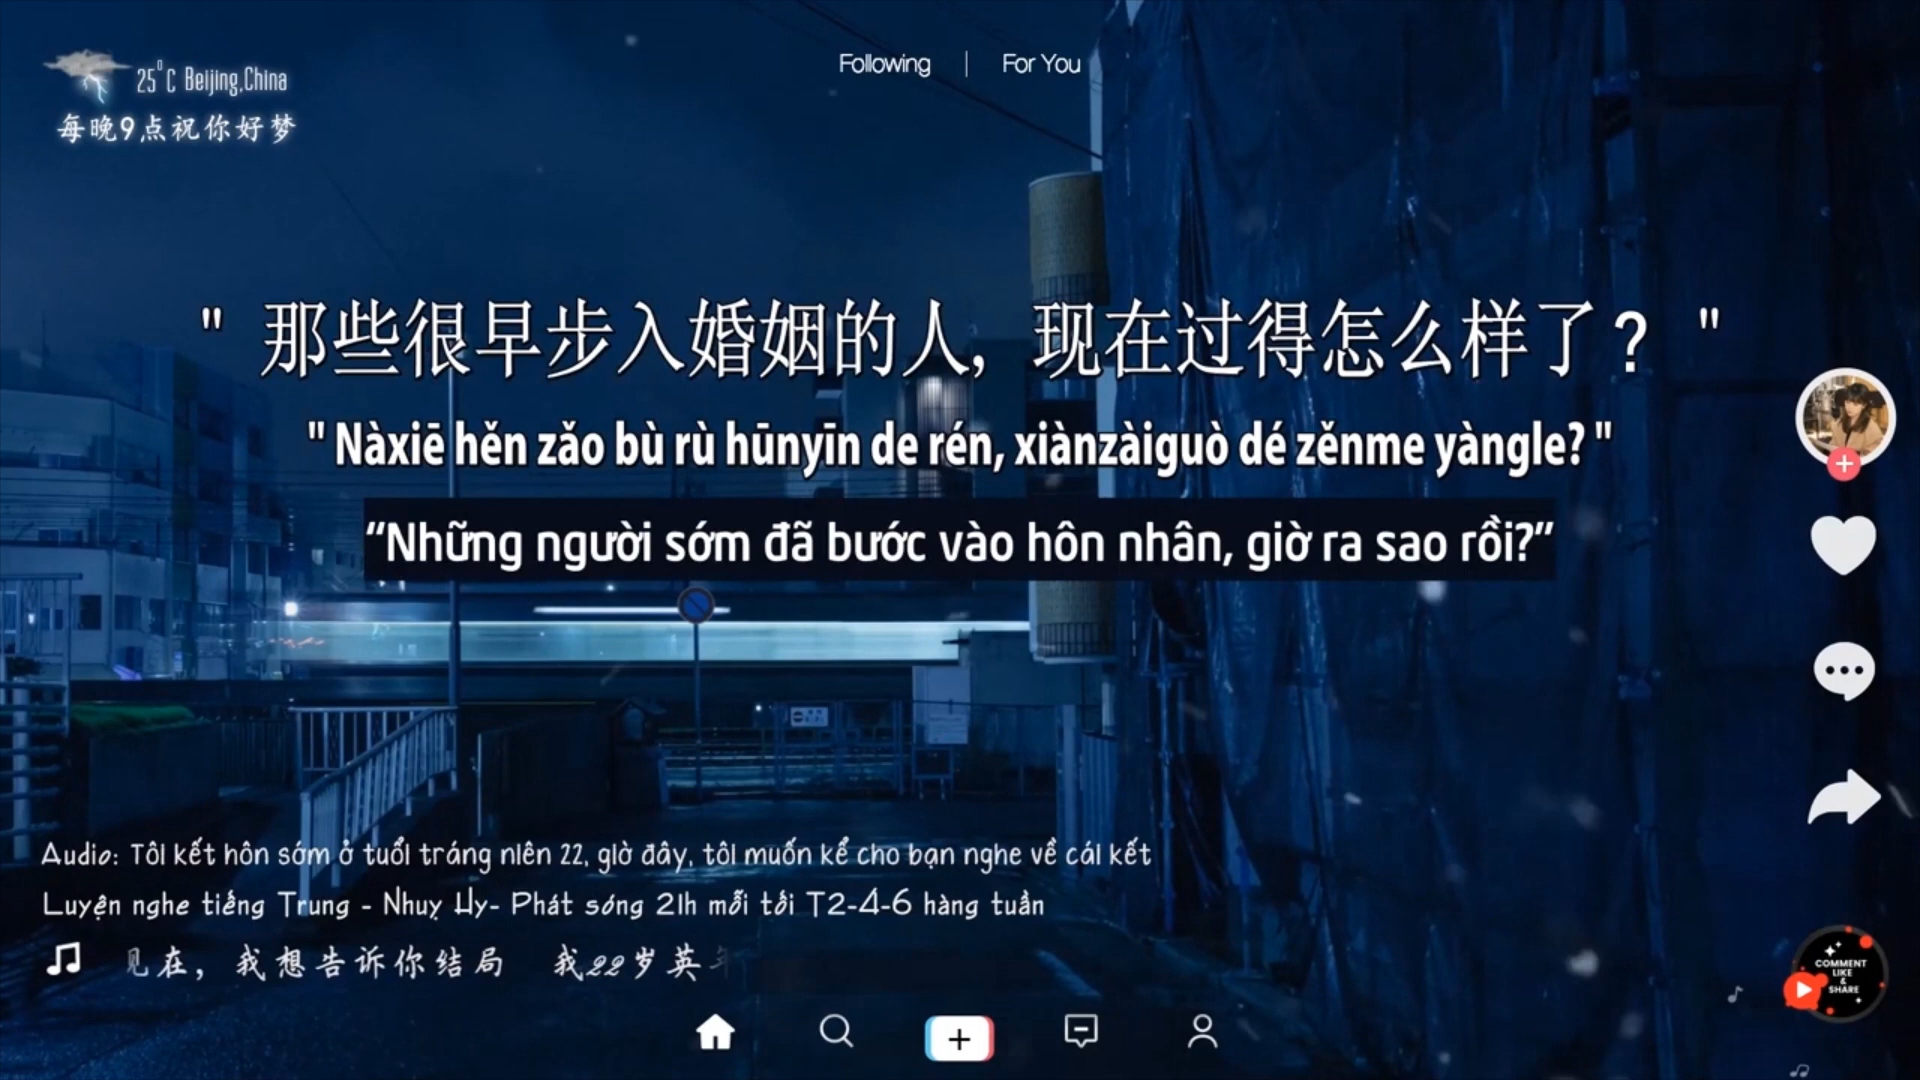 25°C Beijing,China
每晚9点祝你好梦
Following | For You
" 那些很早步入婚姻的人, 现在过得怎么样了？ "
" Nàxiē hěn zǎo bù rù hūnyīn de rén, xiànzàiguò dé zěnme yàngle? "
“Những người sớm đã bước vào hôn nhân, giờ ra sao rồi?”
Audio: Tôi kết hôn sớm ở tuổi tráng niên 22, giờ đây, tôi muốn kể cho bạn nghe về cái kết
Luyện nghe tiếng Trung - Nhuỵ Hy- Phát sóng 21h mỗi tối T2-4-6 hàng tuần
在，我想告诉你结局 我22岁英
COMMENT
LIKE
&
SHARE